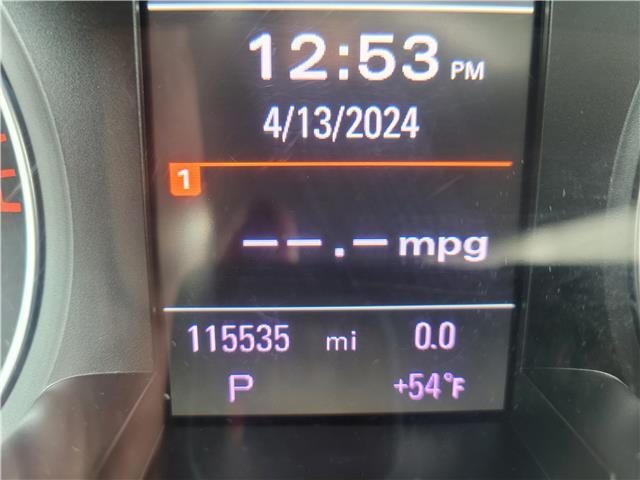 12:53 PM
4/13/2024
1
--.- mpg
115535 mi 0.0
P +54°F